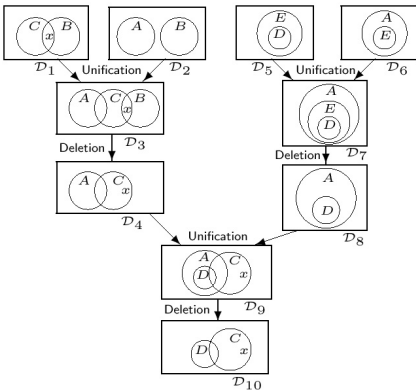 C x B A B E D A E
𝒟1 Unification 𝒟2 𝒟5 Unification 𝒟6
A C x B A E D
Deletion 𝒟3 Deletion 𝒟7
A C x A D
𝒟4 𝒟8
Unification
A D C x
𝒟9
Deletion
D C x
𝒟10